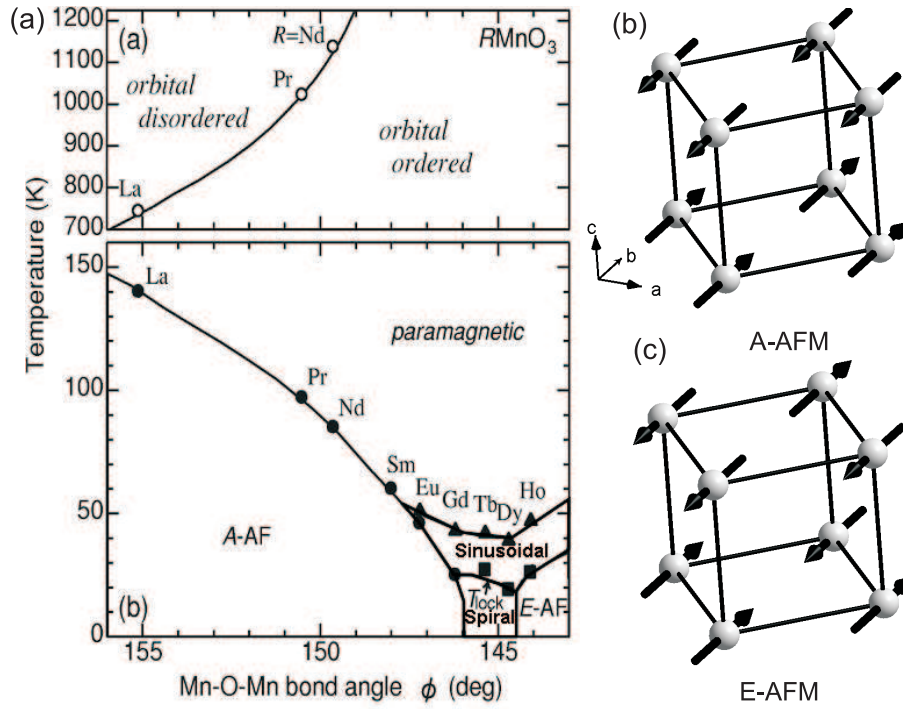 (a)
(a)
RMnO3
R=Nd
Pr
La
orbital
disordered
orbital
ordered
1200
1100
1000
900
800
700
Temperature (K)
150
100
50
0
La
Pr
Nd
Sm
Eu
Gd
Tb
Dy
Ho
paramagnetic
A-AF
Sinusoidal
Tlock
Spiral
E-AF
(b)
155
150
145
Mn-O-Mn bond angle ϕ (deg)
(b)
c
b
a
A-AFM
(c)
E-AFM